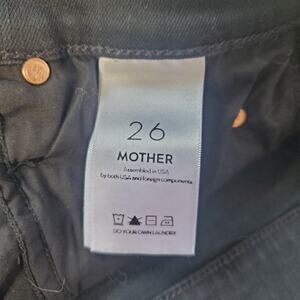 26
MOTHER
Assembled in USA
by both USA and foreign components
DO YOUR OWN LAUNDRY